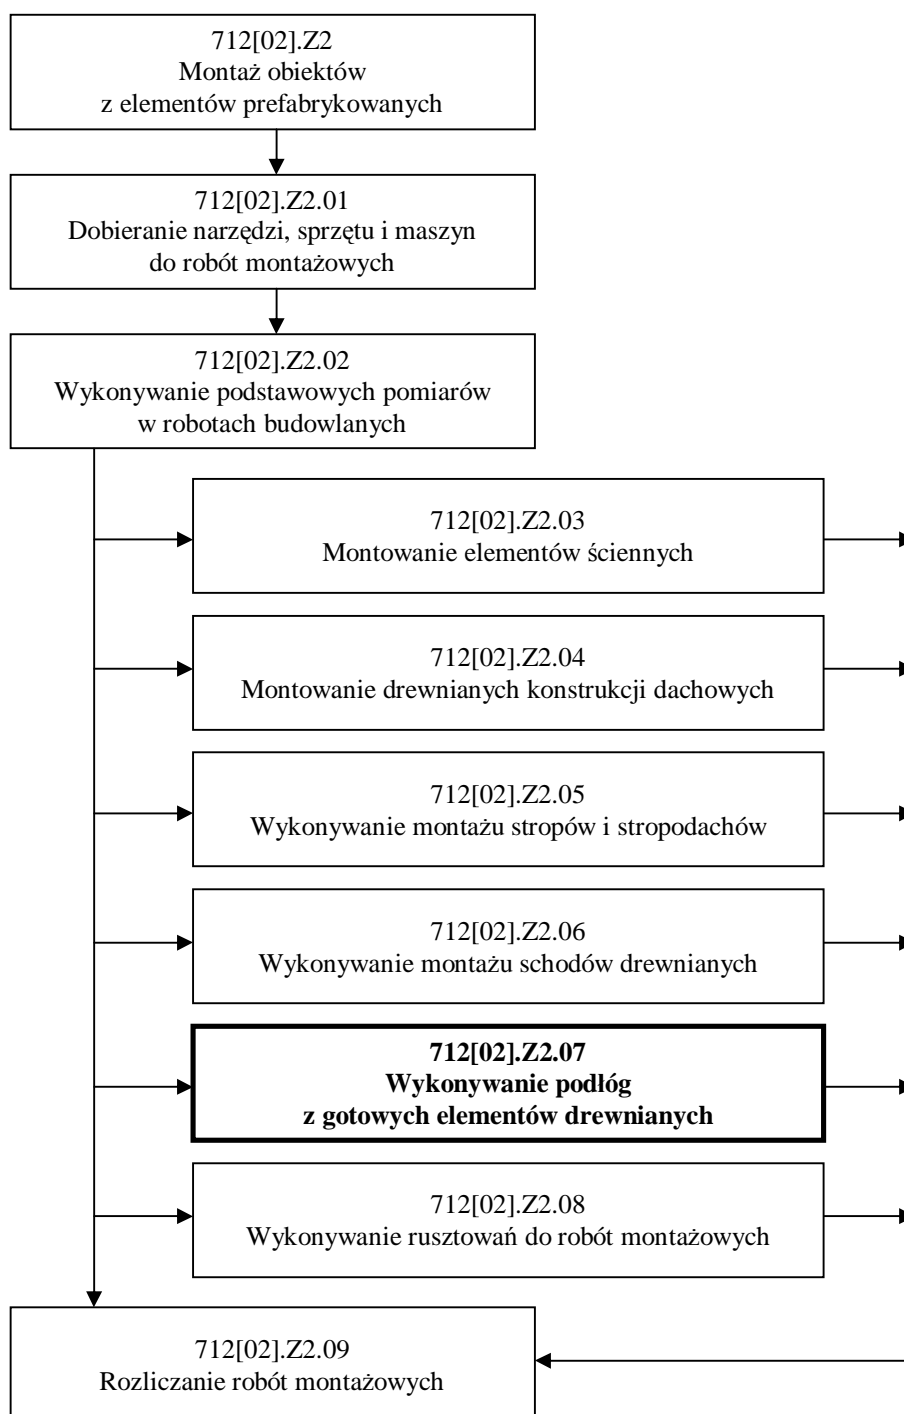 712[02].Z2
Montaż obiektów
z elementów prefabrykowanych
712[02].Z2.01
Dobieranie narzędzi, sprzętu i maszyn
do robót montażowych
712[02].Z2.02
Wykonywanie podstawowych pomiarów
w robotach budowlanych
712[02].Z2.03
Montowanie elementów ściennych
712[02].Z2.04
Montowanie drewnianych konstrukcji dachowych
712[02].Z2.05
Wykonywanie montażu stropów i stropodachów
712[02].Z2.06
Wykonywanie montażu schodów drewnianych
712[02].Z2.07
Wykonywanie podłóg
z gotowych elementów drewnianych
712[02].Z2.08
Wykonywanie rusztowań do robót montażowych
712[02].Z2.09
Rozliczanie robót montażowych